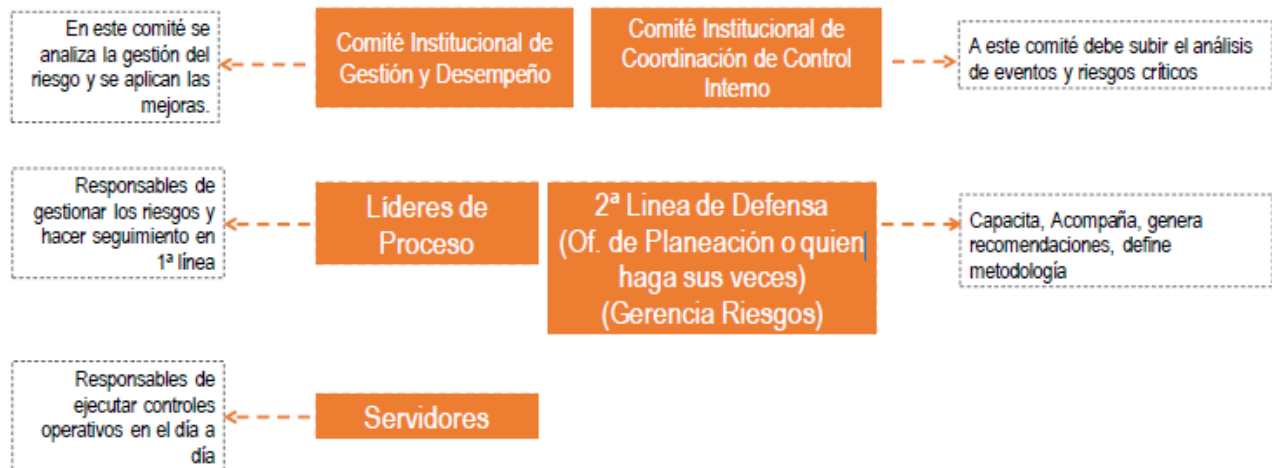 En este comité se
analiza la gestión del
riesgo y se aplican las
mejoras.
Comité Institucional de
Gestión y Desempeño
Comité Institucional de
Coordinación de Control
Interno
A este comité debe subir el análisis
de eventos y riesgos críticos
Responsables de
gestionar los riesgos y
hacer seguimiento en
1ª línea
Líderes de
Proceso
2ª Linea de Defensa
(Of. de Planeación o quien
haga sus veces)
(Gerencia Riesgos)
Capacita, Acompaña, genera
recomendaciones, define
metodología
Responsables de
ejecutar controles
operativos en el día a
día
Servidores